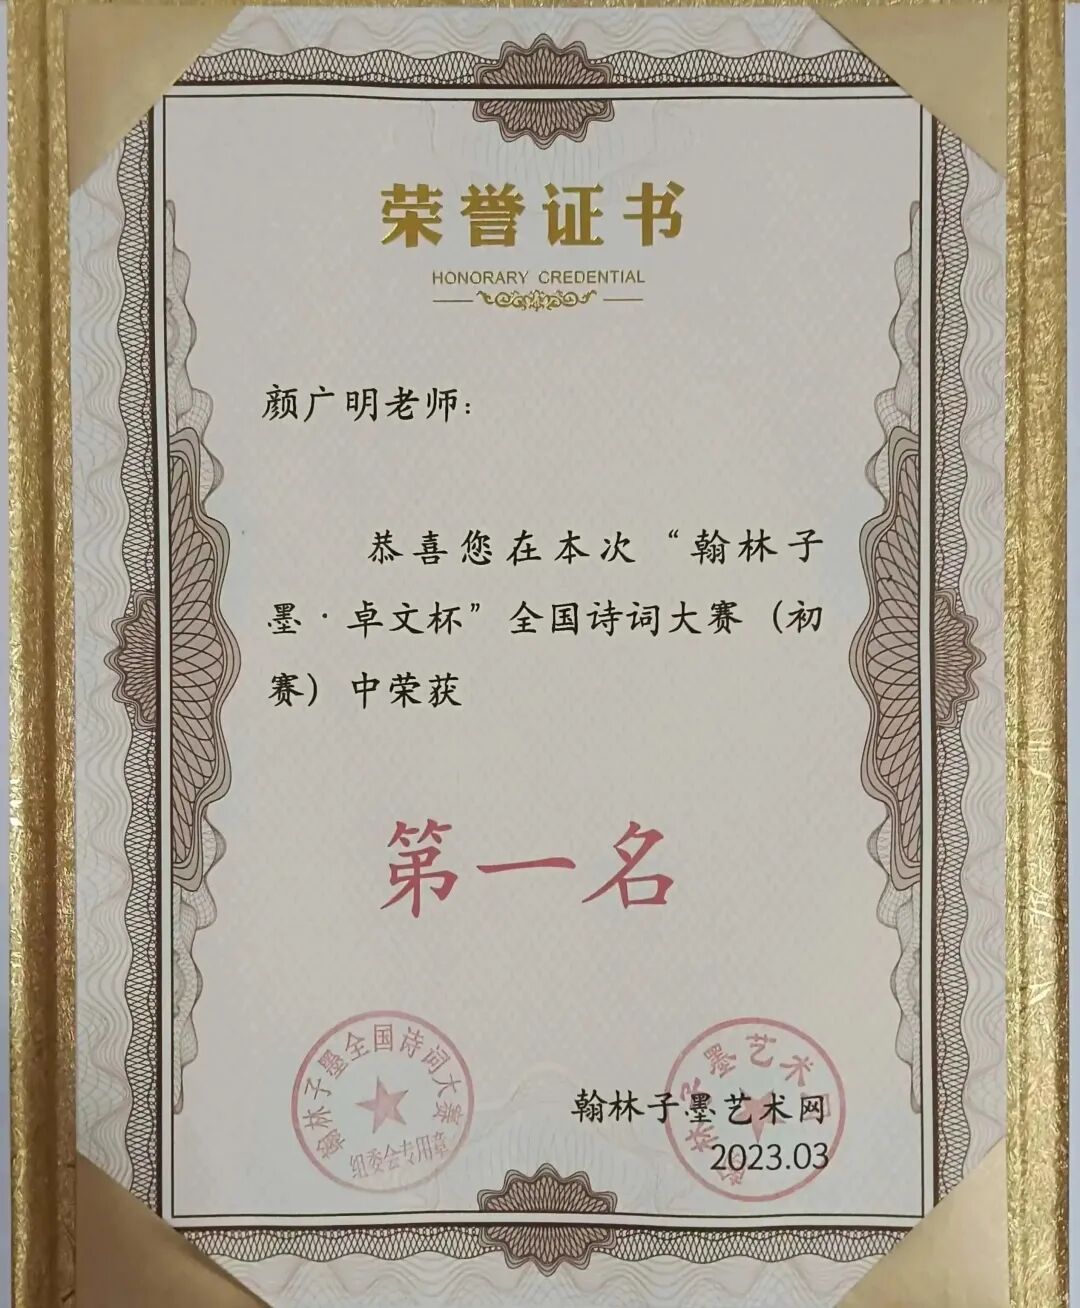 荣誉证书
HONORARY CREDENTIAL
颜广明老师：
恭喜您在本次“翰林子
墨·卓文杯”全国诗词大赛（初
赛）中荣获
第一名
翰林子墨全国诗词大赛
组委会专用章
翰林子墨艺术网
翰林子墨艺术网
2023.03